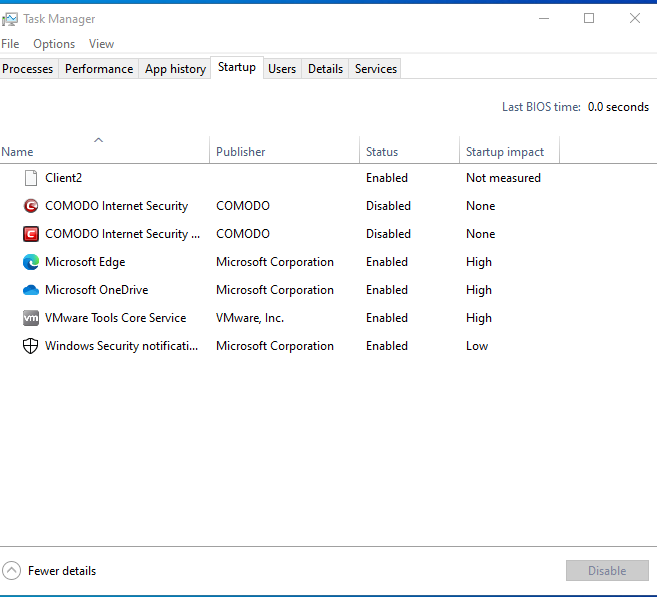 Task Manager
File Options View
Processes Performance App history Startup Users Details Services
Last BIOS time: 0.0 seconds
Name Publisher Status Startup impact
Client2 Enabled Not measured
COMODO Internet Security COMODO Disabled None
COMODO Internet Security ... COMODO Disabled None
Microsoft Edge Microsoft Corporation Enabled High
Microsoft OneDrive Microsoft Corporation Enabled High
vm VMware Tools Core Service VMware, Inc. Enabled High
Windows Security notificati... Microsoft Corporation Enabled Low
Fewer details Disable